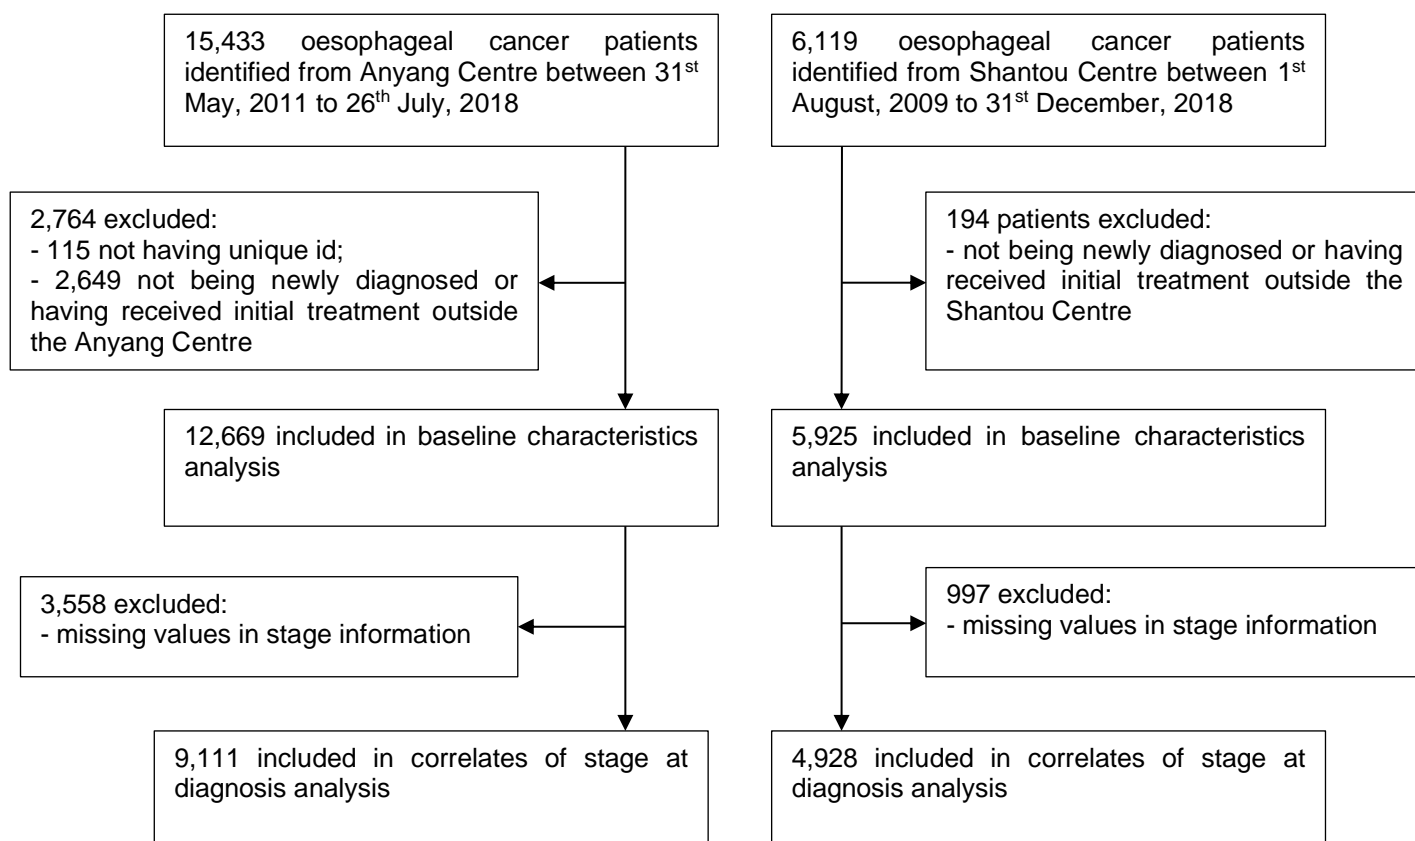 15,433 oesophageal cancer patients
identified from Anyang Centre between 31st
May, 2011 to 26th July, 2018
6,119 oesophageal cancer patients
identified from Shantou Centre between 1st
August, 2009 to 31st December, 2018
2,764 excluded:
- 115 not having unique id;
- 2,649 not being newly diagnosed or
having received initial treatment outside
the Anyang Centre
194 patients excluded:
- not being newly diagnosed or having
received initial treatment outside the
Shantou Centre
12,669 included in baseline characteristics
analysis
5,925 included in baseline characteristics
analysis
3,558 excluded:
- missing values in stage information
997 excluded:
- missing values in stage information
9,111 included in correlates of stage at
diagnosis analysis
4,928 included in correlates of stage at
diagnosis analysis